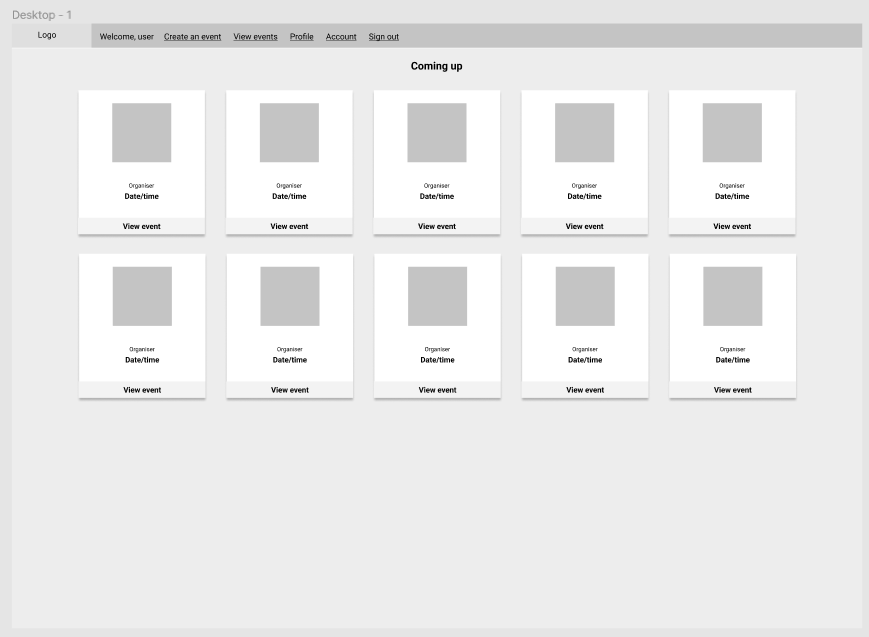 Desktop - 1
Logo
Welcome, user Create an event View events Profile Account Sign out
Coming up
Organiser Organiser Organiser Organiser Organiser
Date/time Date/time Date/time Date/time Date/time
View event View event View event View event View event
Organiser Organiser Organiser Organiser Organiser
Date/time Date/time Date/time Date/time Date/time
View event View event View event View event View event